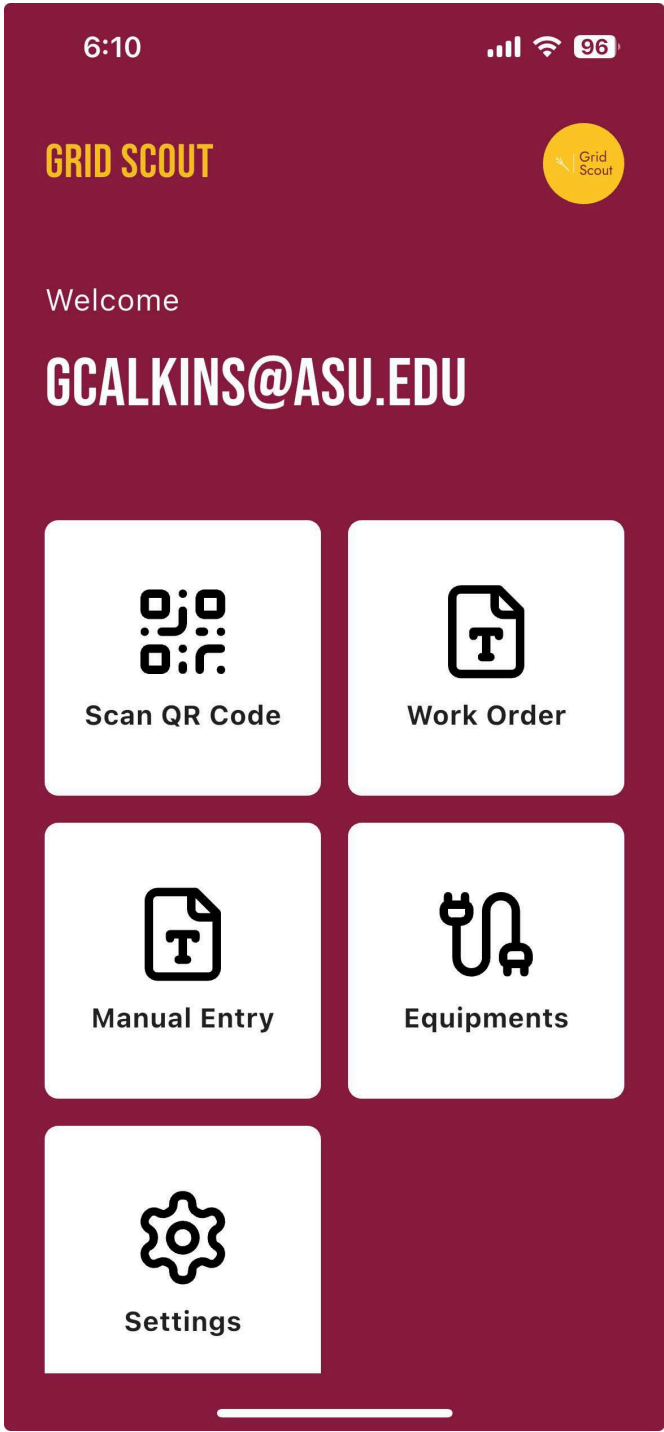 6:10
96
GRID SCOUT
Grid
Scout
Welcome
GCALKINS@ASU.EDU
Scan QR Code
Work Order
T
Manual Entry
T
Equipments
Settings